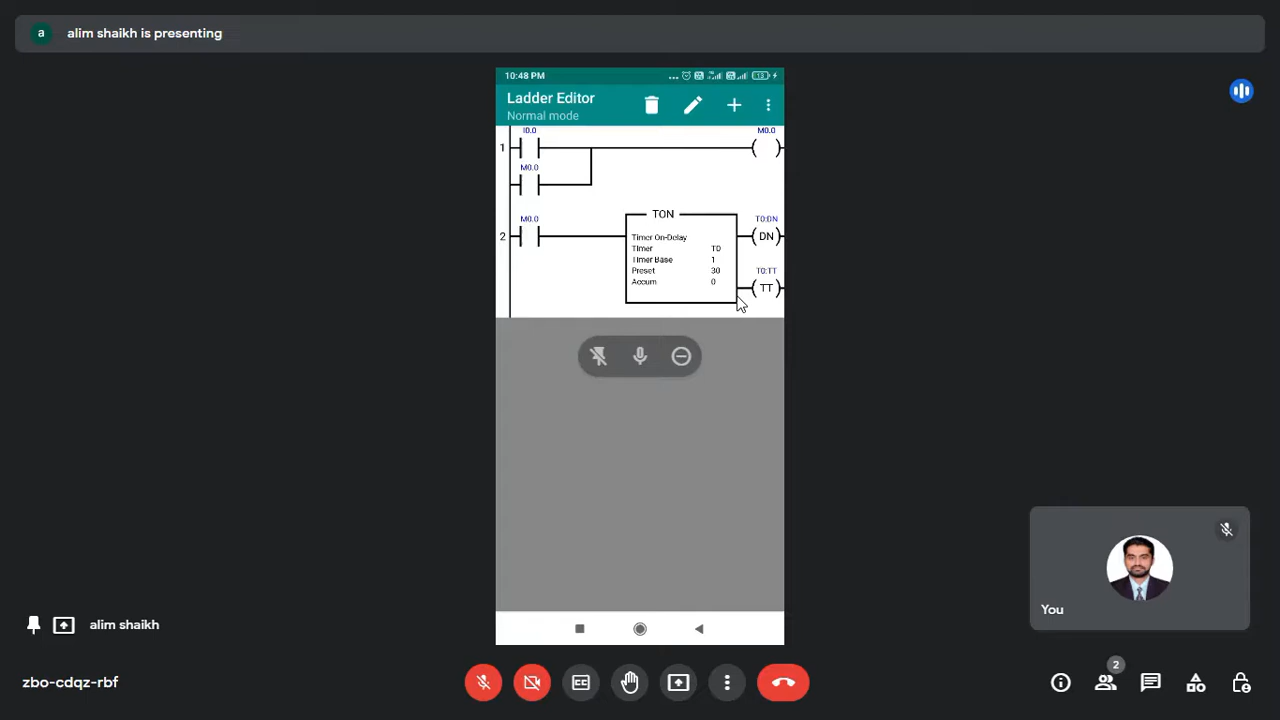 a alim shaikh is presenting
10:48 PM
13
Ladder Editor
Normal mode
I0.0
M0.0
1
M0.0
M0.0
TON
T0:DN
2
Timer On-Delay
DN
Timer T0
Timer Base 1
Preset 30
Accum 0
T0:TT
TT
You
alim shaikh
2
zbo-cdqz-rbf
CC